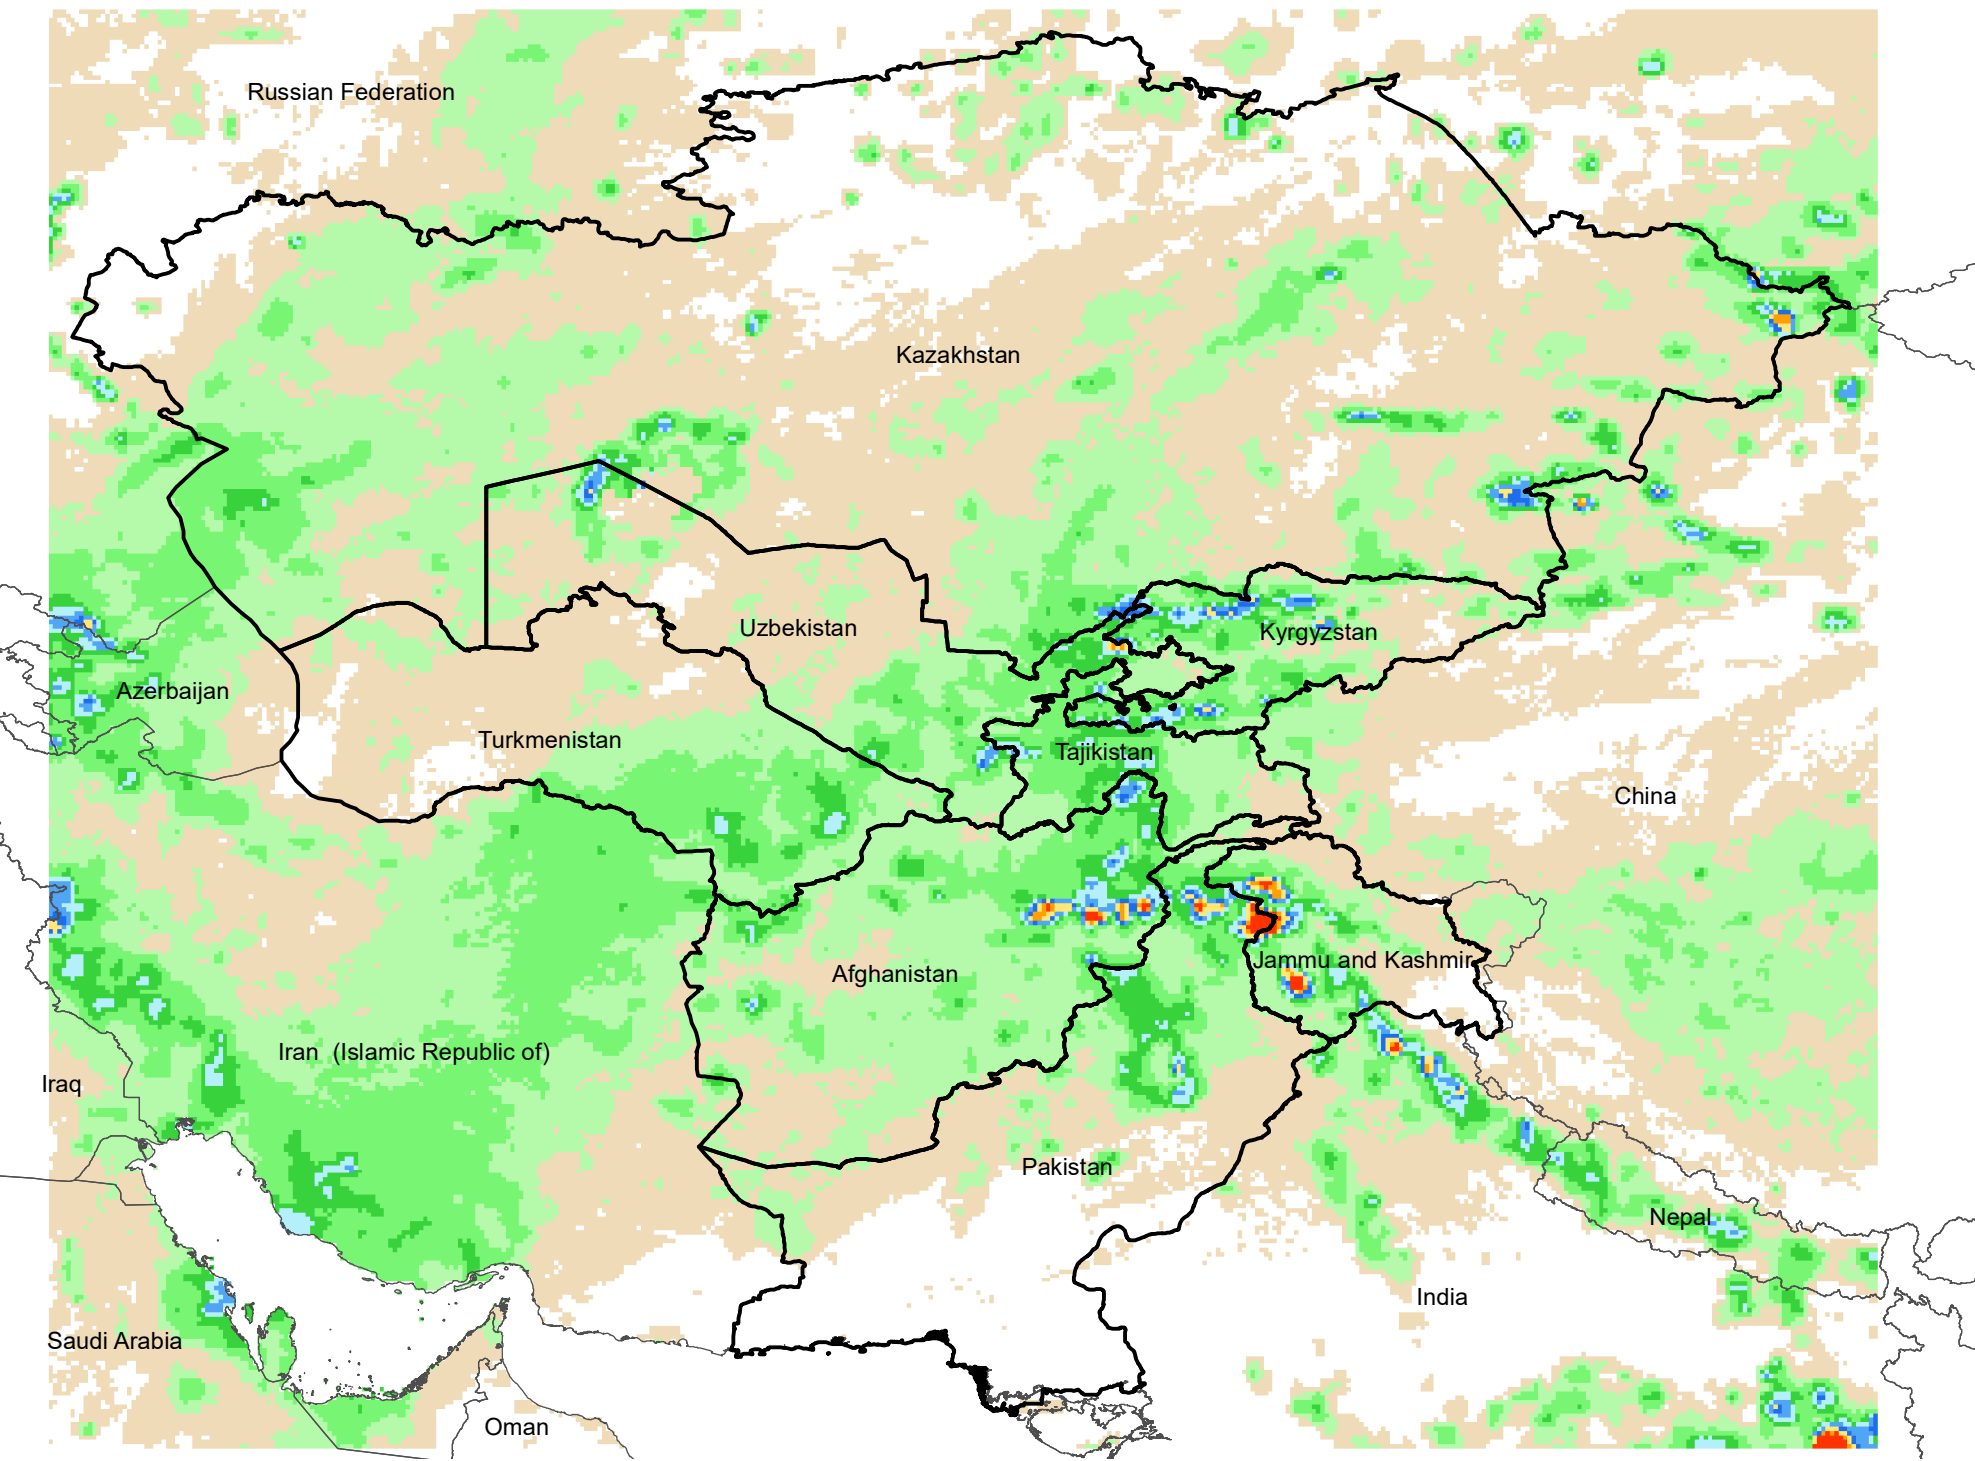 Russian Federation
Kazakhstan
Uzbekistan
Kyrgyzstan
Azerbaijan
Turkmenistan
Tajikistan
China
Afghanistan
Jammu and Kashmir
Iran  (Islamic Republic of)
Iraq
Pakistan
Nepal
India
Saudi Arabia
Oman